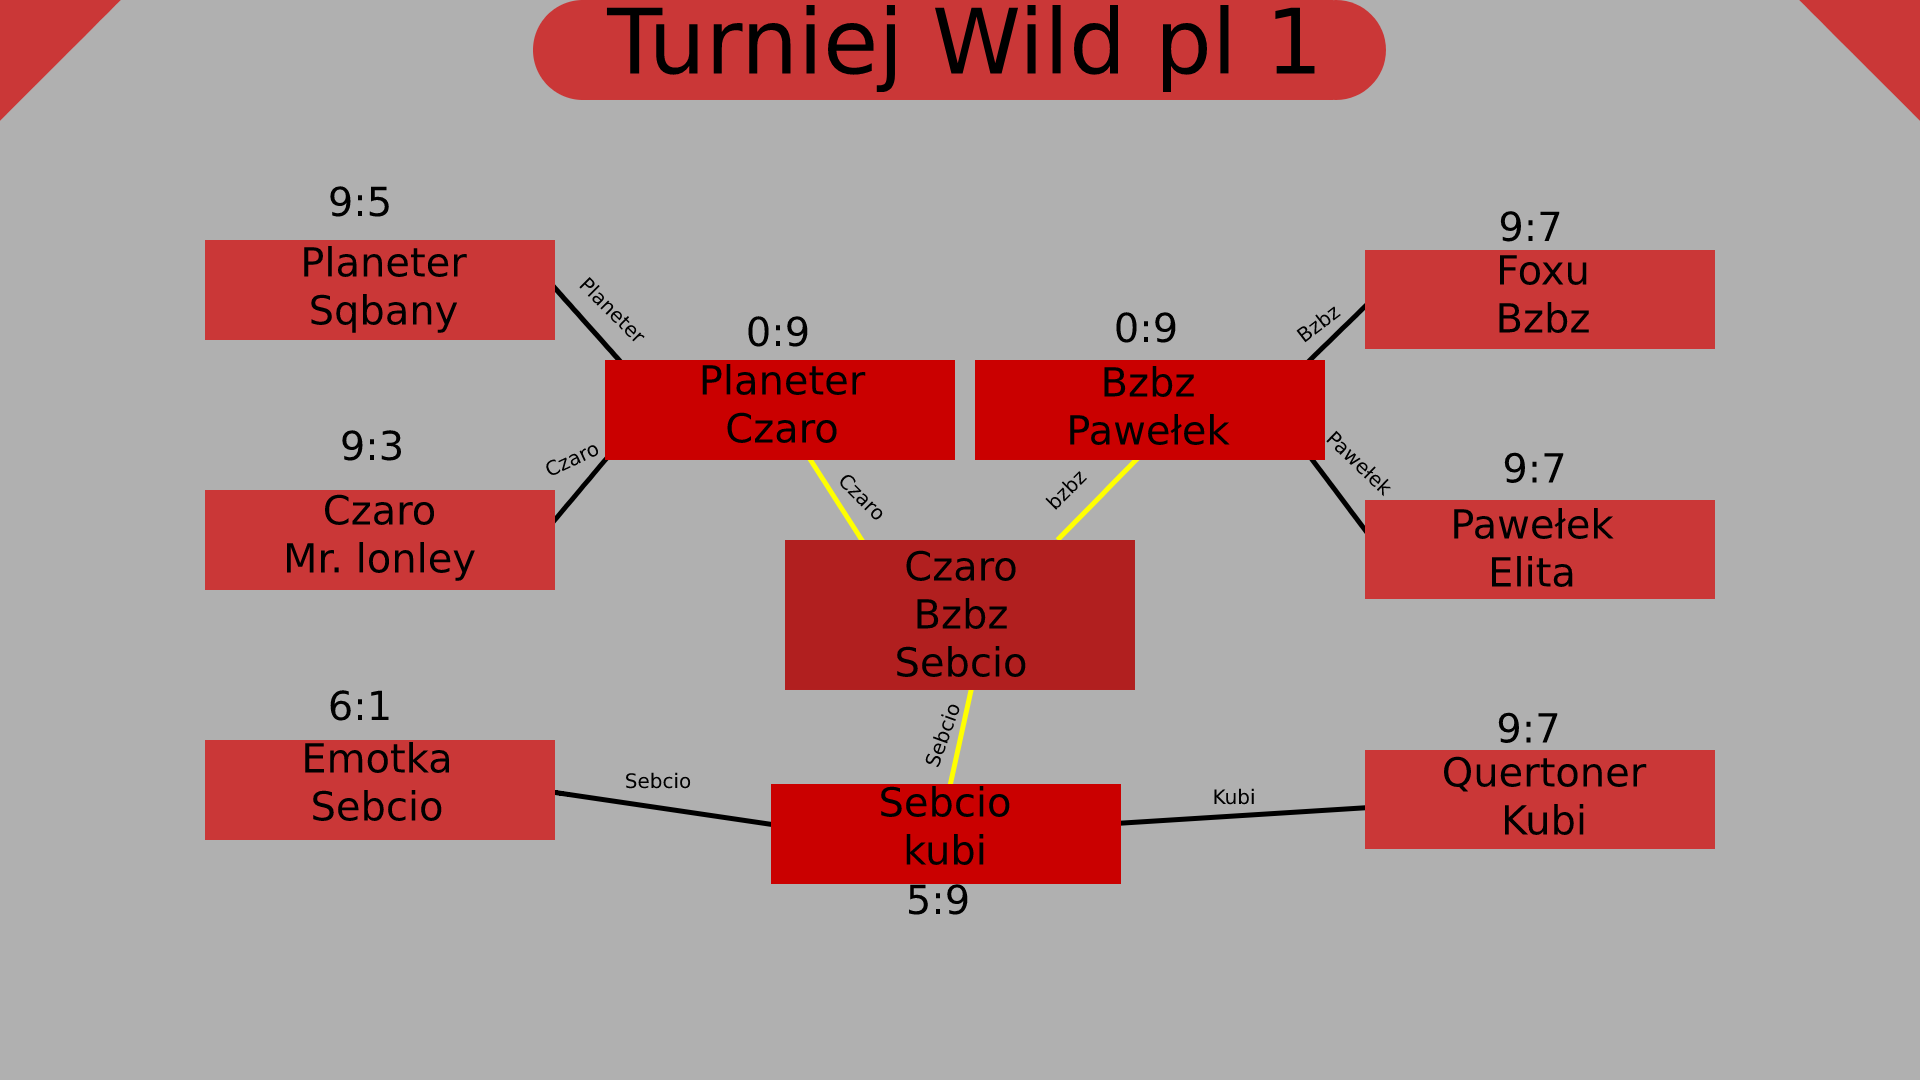 Turniej Wild pl 1
9:5
Planeter
Sqbany
Planeter
9:7
Foxu
Bzbz
Bzbz
0:9
Planeter
Czaro
0:9
Bzbz
Pawełek
9:3
Czaro
Mr. lonley
Czaro
Czaro
bzbz
Pawełek
9:7
Pawełek
Elita
Czaro
Bzbz
Sebcio
6:1
Emotka
Sebcio
Sebcio
Sebcio
Sebcio
kubi
5:9
Kubi
9:7
Quertoner
Kubi